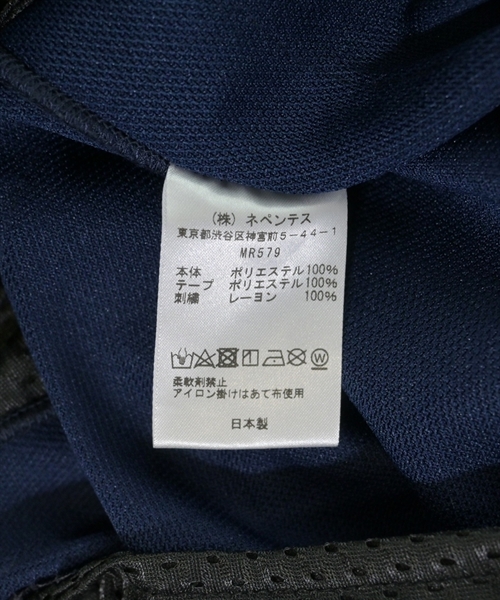 (株) ネペンテス
東京都渋谷区神宮前5-44-1
MR579
本体 ポリエステル100%
テープ ポリエステル100%
刺繍 レーヨン 100%
W
柔軟剤禁止
アイロン掛けはあて布使用
日本製